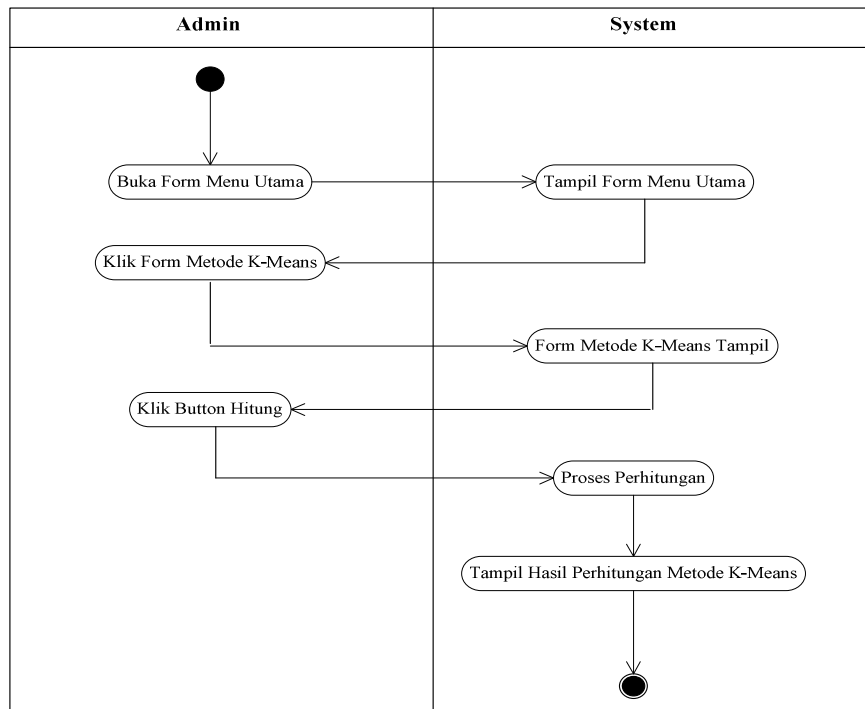 Admin
System
Buka Form Menu Utama
Tampil Form Menu Utama
Klik Form Metode K-Means
Form Metode K-Means Tampil
Klik Button Hitung
Proses Perhitungan
Tampil Hasil Perhitungan Metode K-Means